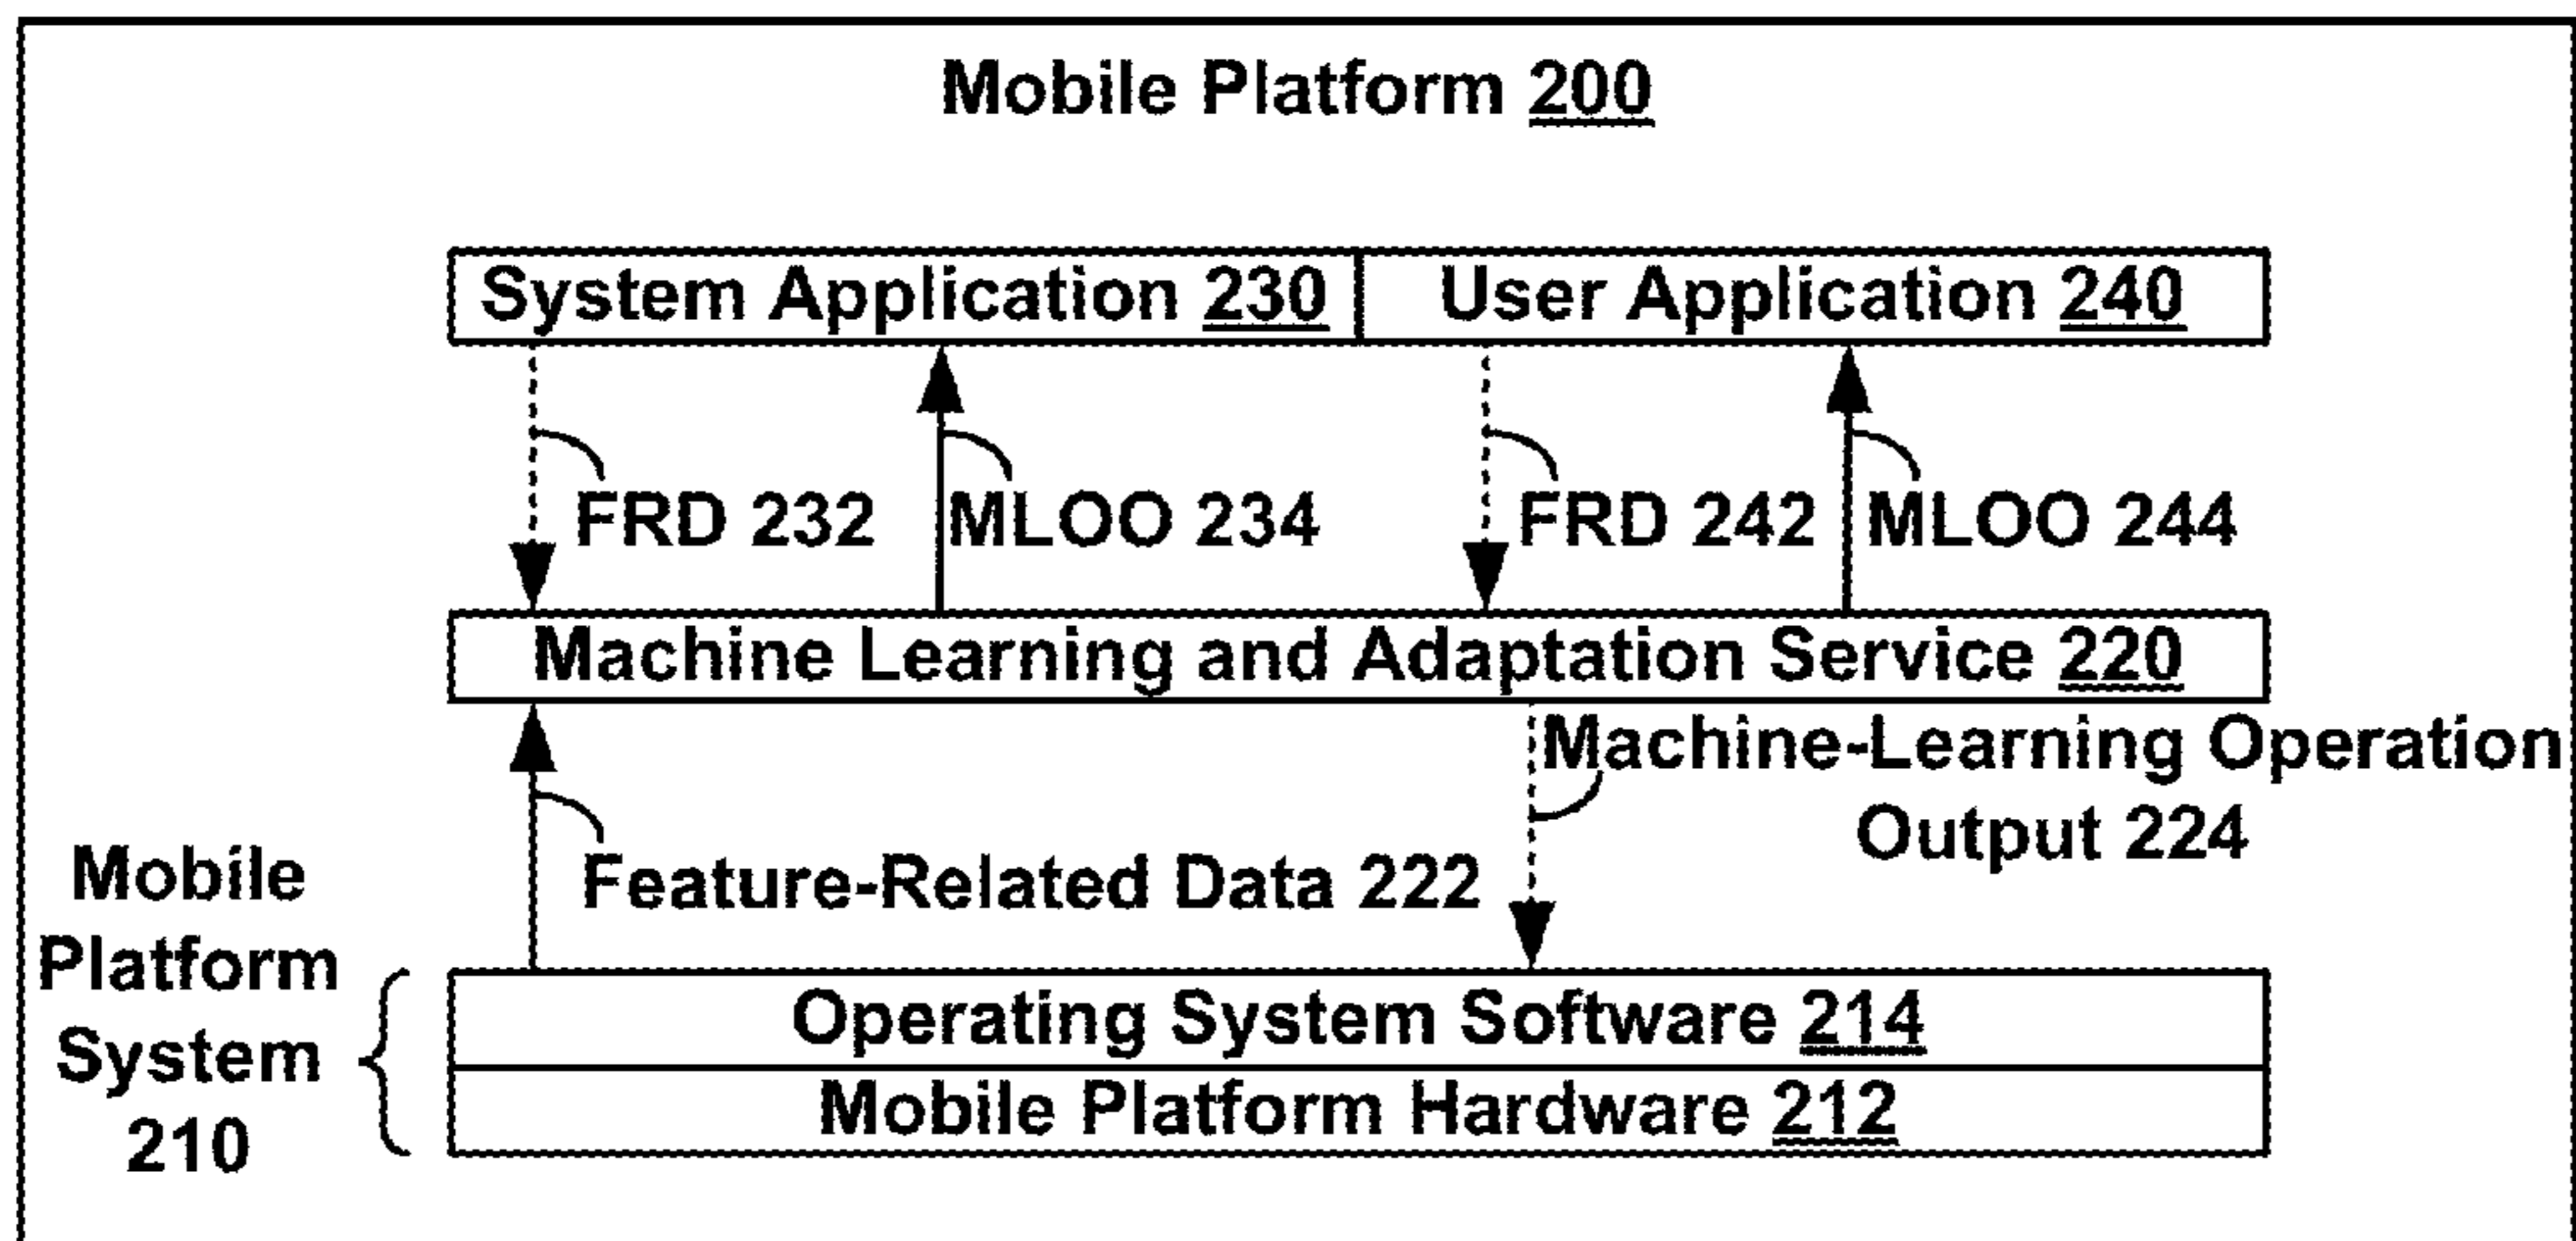 Mobile Platform 200
System Application 230
User Application 240
FRD 232
MLOO 234
FRD 242
MLOO 244
Machine Learning and Adaptation Service 220
Machine-Learning Operation
Output 224
Feature-Related Data 222
Mobile
Platform
System
210
Operating System Software 214
Mobile Platform Hardware 212